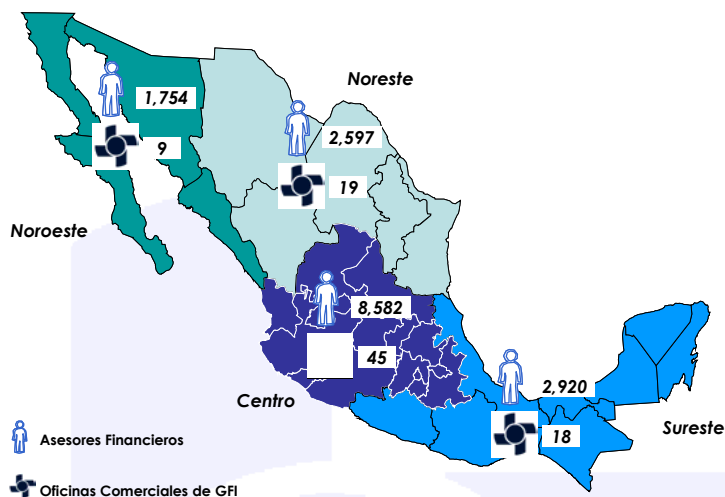 Noreste
1,754
2,597
9
19
Noroeste
8,582
45
Centro
2,920
18
Sureste
Asesores Financieros
Oficinas Comerciales de GFI